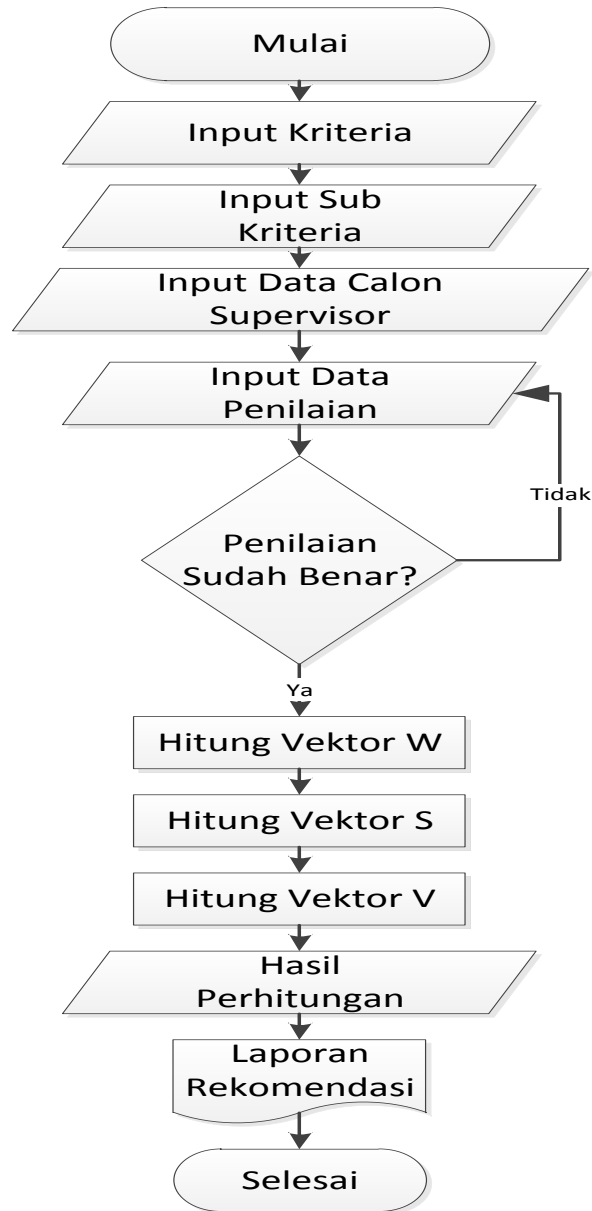 Mulai
Input Kriteria
Input Sub
Kriteria
Input Data Calon
Supervisor
Input Data
Penilaian
Tidak
Penilaian
Sudah Benar?
Ya
Hitung Vektor W
Hitung Vektor S
Hitung Vektor V
Hasil
Perhitungan
Laporan
Rekomendasi
Selesai